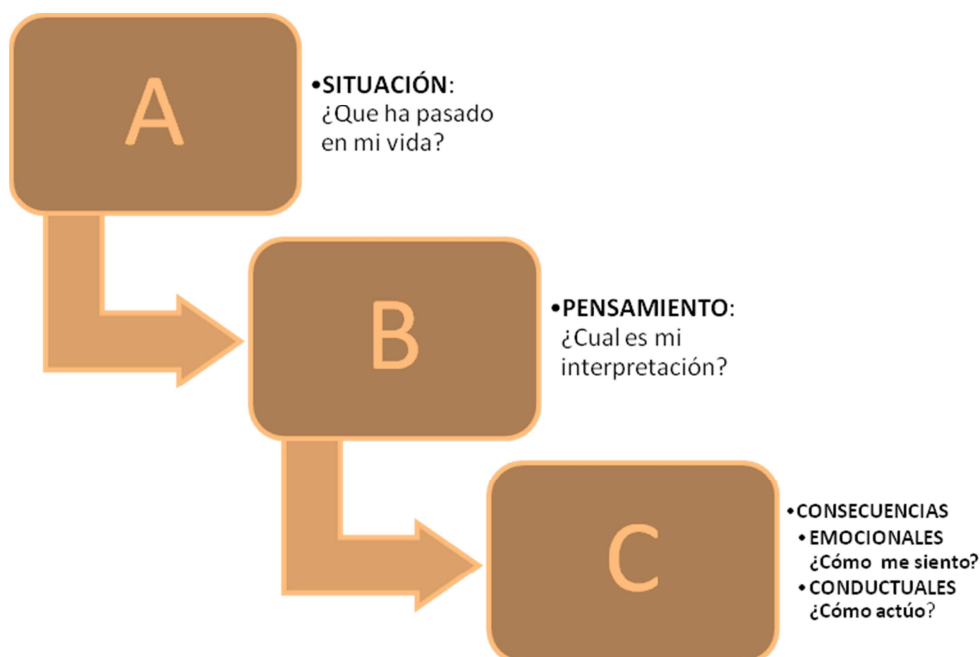 A
•SITUACIÓN:
¿Que ha pasado
en mi vida?
B
•PENSAMIENTO:
¿Cual es mi
interpretación?
C
•CONSECUENCIAS
•EMOCIONALES
¿Cómo me siento?
•CONDUCTUALES
¿Cómo actúo?